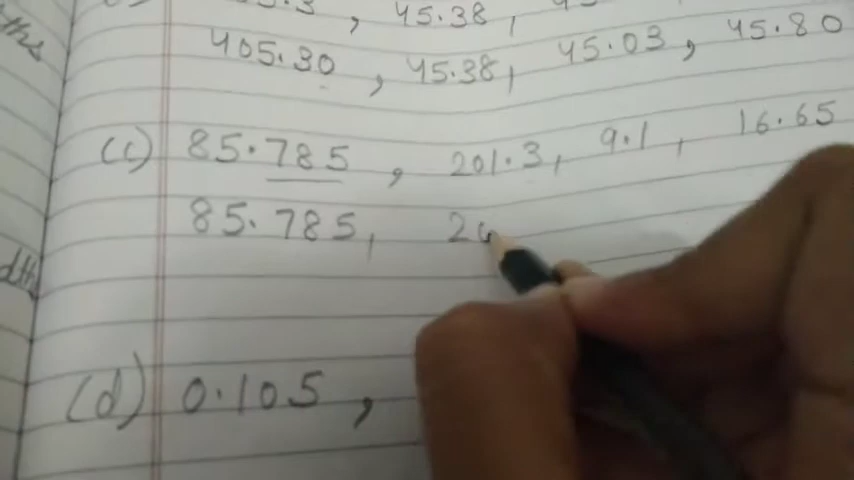 , 45.38,
405.30, 45.38, 45.03, 45.80
(c) 85.785, 201.3, 9.1, 16.65
85.785, 20
(d) 0.105,